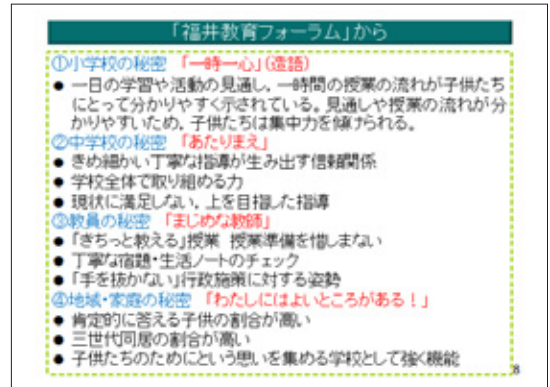 「福井教育フォーラム」から
①小学校の秘密 「一時一心」(造語)
● 一日の学習や活動の見通し、一時間の授業の流れが子供たち
にとって分かりやすく示されている。見通しや授業の流れが分
かりやすいため、子供たちは集中力を傾けられる。
②中学校の秘密 「あたりまえ」
● きめ細かい丁寧な指導が生み出す信頼関係
● 学校全体で取り組める力
● 現状に満足しない、上を目指した指導
③教員の秘密 「まじめな教師」
● 「きちっと教える」授業 授業準備を惜しまない
● 丁寧な宿題・生活ノートのチェック
● 「手を抜かない」行政施策に対する姿勢
④地域・家庭の秘密 「わたしにはよいところがある！」
● 肯定的に答える子供の割合が高い
● 三世代同居の割合が高い
● 子供たちのためにという思いを集める学校として強く機能
8